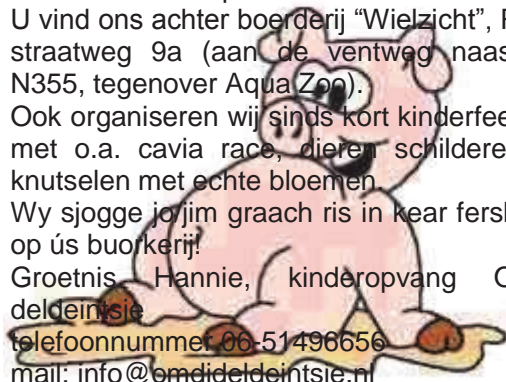 U vind ons achter boerderij “Wielzicht”,
straatweg 9a (aan de ventweg naas
N355, tegenover Aqua Zoo).
Ook organiseren wij sinds kort kinderfee
met o.a. cavia race, dieren schildere
knutselen met echte bloemen.
Wy sjogge jo/jim graach ris in kear fersk
op ús buorkerij!
Groetnis Hannie, kinderopvang O
deldeintsje
telefoonnummer 06-51496656
mail: info@omdideldeintsje.nl